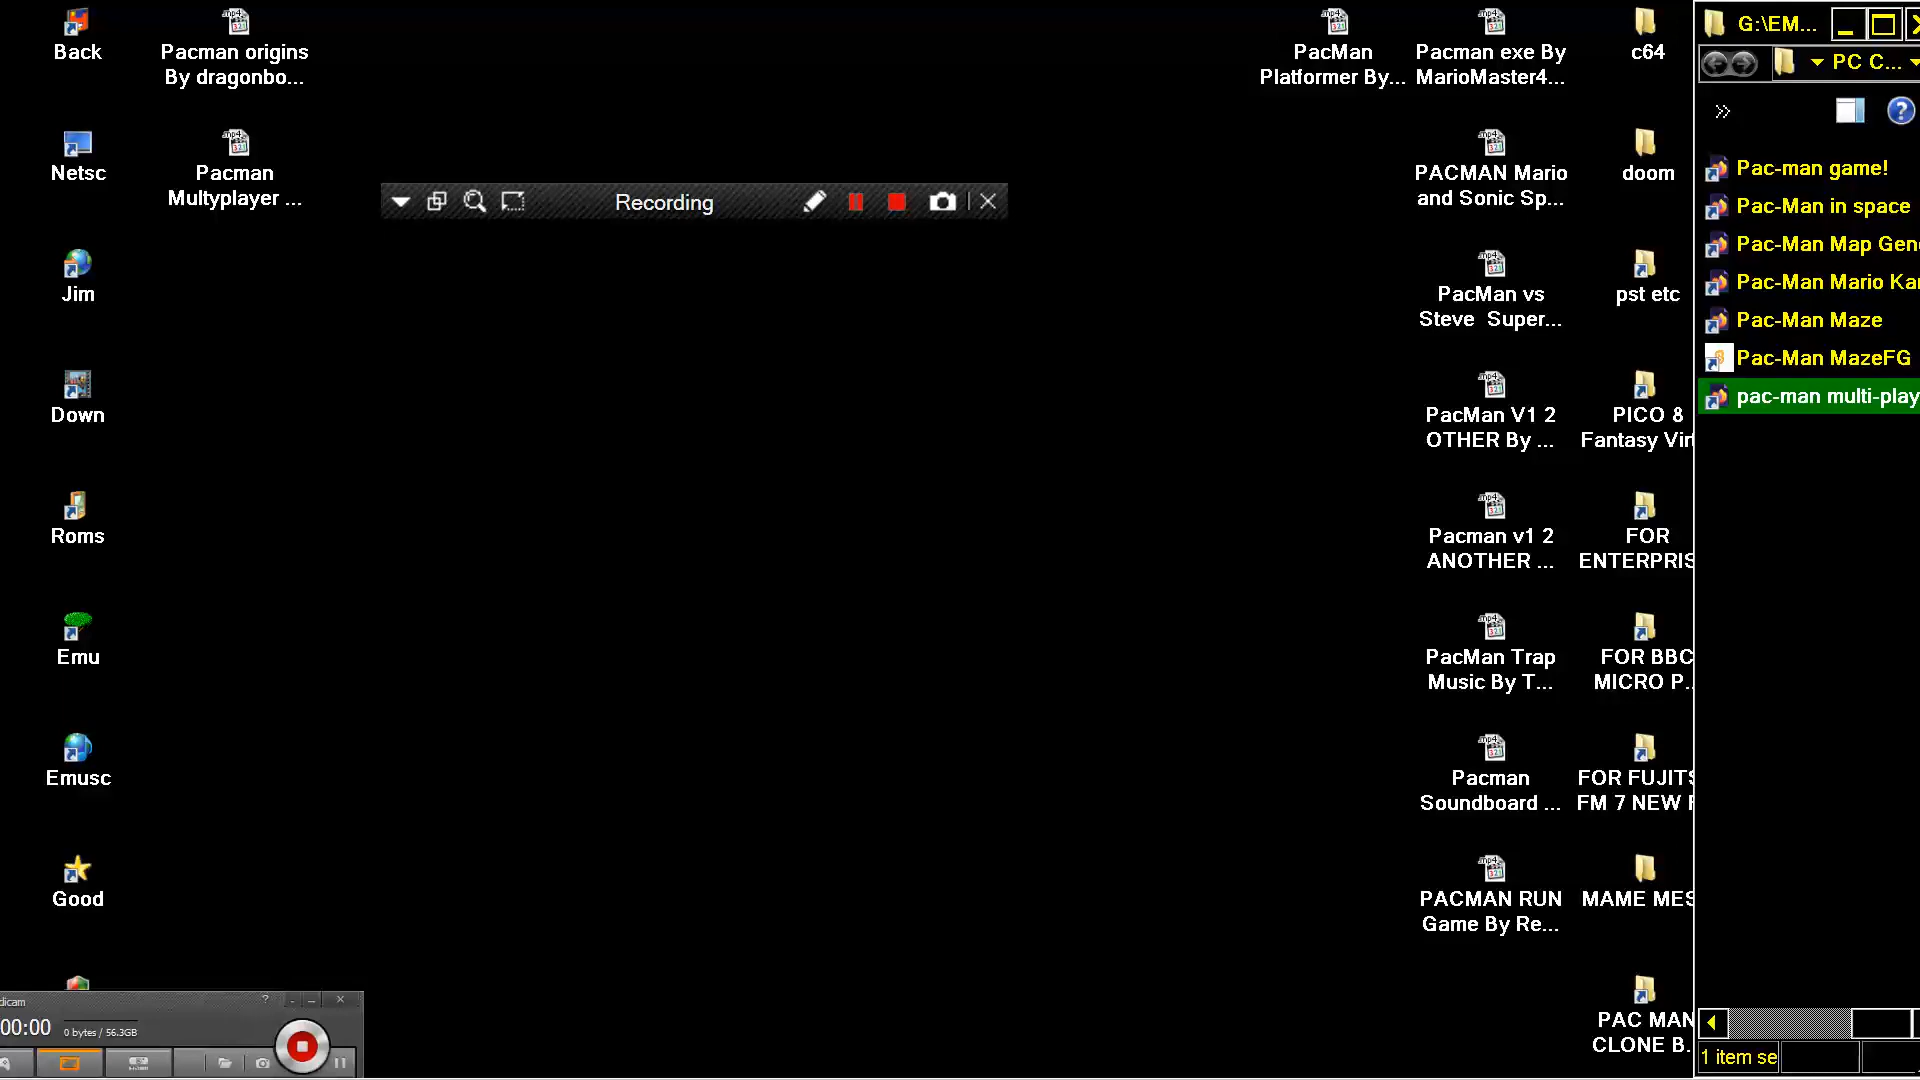 Back
Pacman origins
By dragonbo...
Netsc
Pacman
Multyplayer ...
Jim
Down
Roms
Emu
Emusc
Good
Recording
PacMan
Platformer By...
Pacman exe By
MarioMaster4...
PACMAN Mario
and Sonic Sp...
PacMan vs
Steve Super...
PacMan V1 2
OTHER By ...
Pacman v1 2
ANOTHER ...
PacMan Trap
Music By T...
Pacman
Soundboard ...
PACMAN RUN
Game By Re...
c64
doom
pst etc
PICO 8
Fantasy Virt
FOR
ENTERPRIS
FOR BBC
MICRO P...
FOR FUJITS
FM 7 NEW F
MAME MES
PAC MAN
CLONE B...
G:\EM...
PC C...
Pac-man game!
Pac-Man in space
Pac-Man Map Gene
Pac-Man Mario Kar
Pac-Man Maze
Pac-Man MazeFG
pac-man multi-play
1 item se
dicam
00:00
0 bytes / 56.3GB